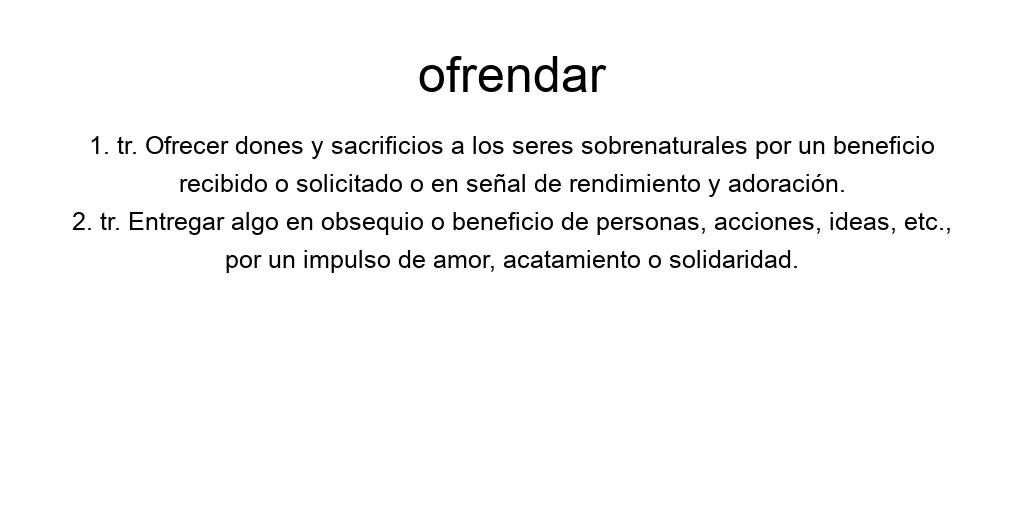 ofrendar
1. tr. Ofrecer dones y sacrificios a los seres sobrenaturales por un beneficio
recibido o solicitado o en señal de rendimiento y adoración.
2. tr. Entregar algo en obsequio o beneficio de personas, acciones, ideas, etc.,
por un impulso de amor, acatamiento o solidaridad.